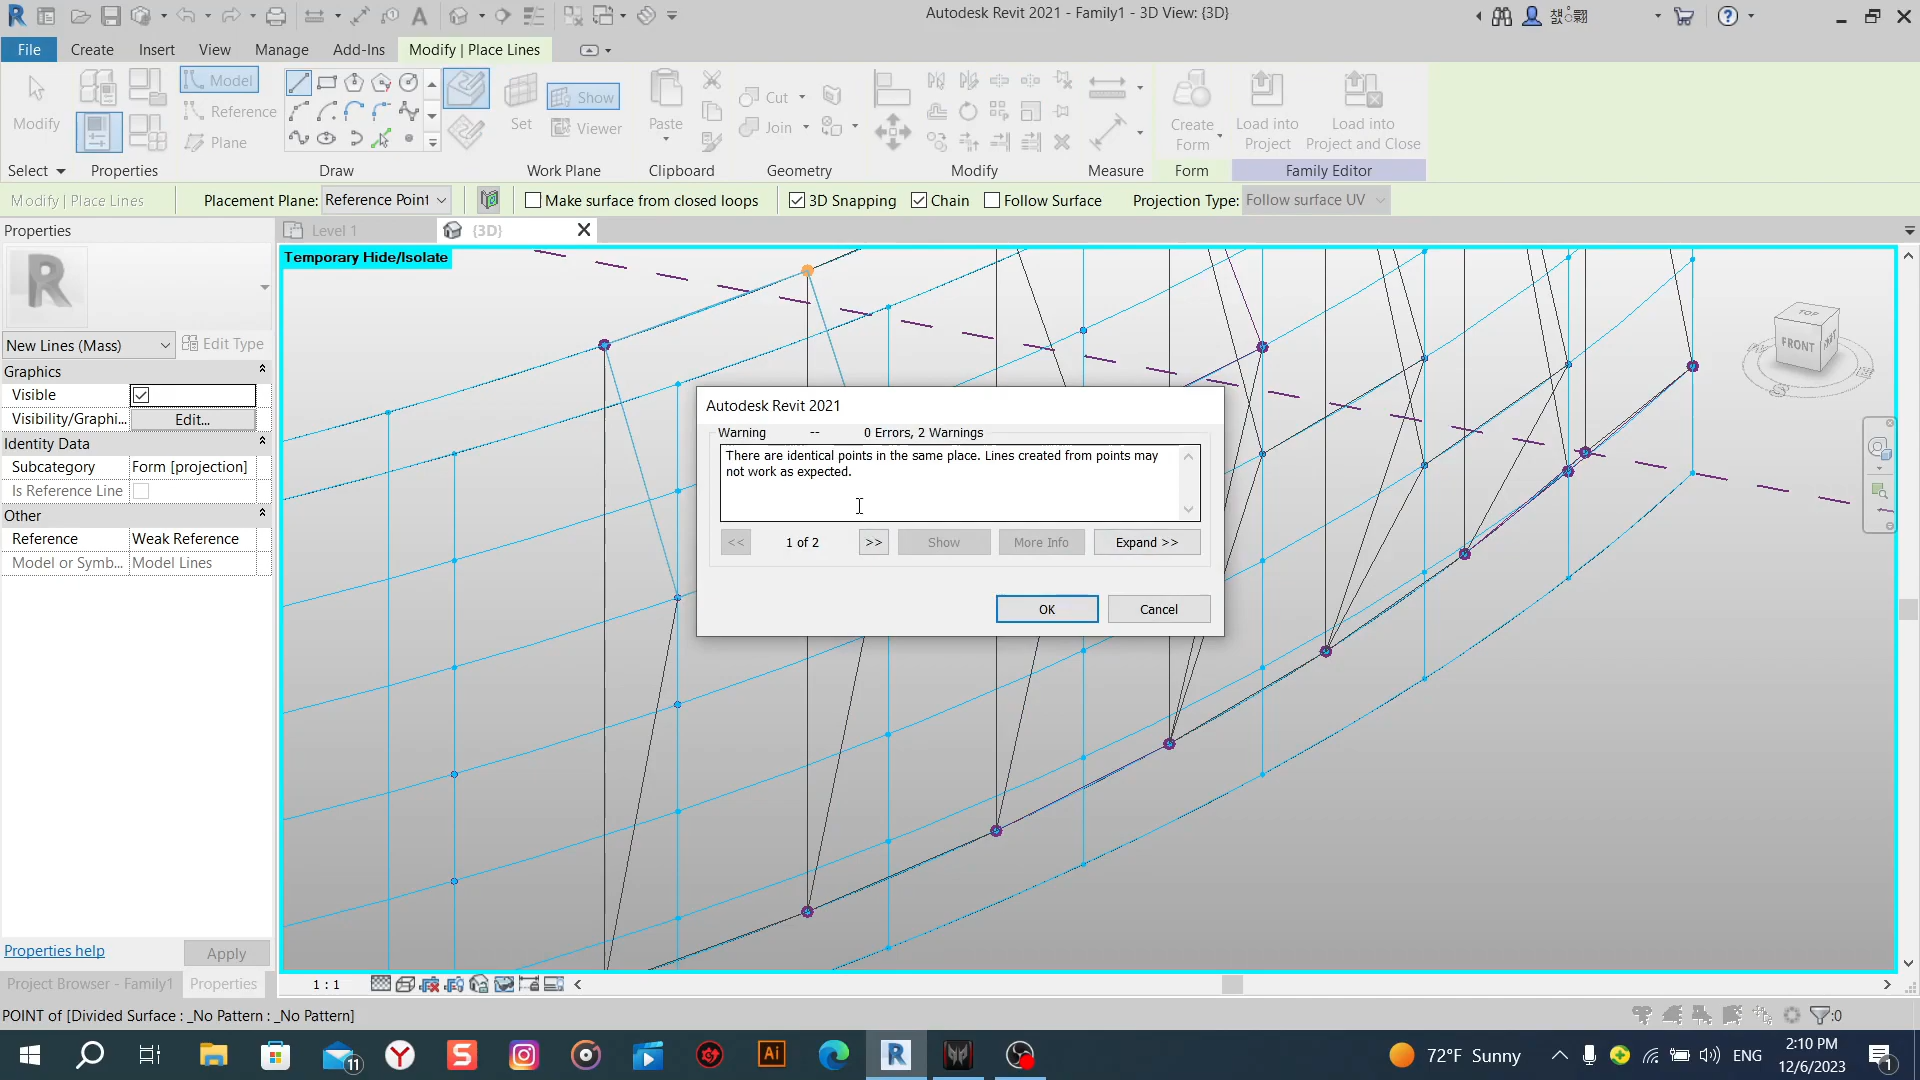 Autodesk Revit 2021 - Family1 - 3D View: {3D}
File
Create
Insert
View
Manage
Add-Ins
Modify | Place Lines
Modify
Model
Reference
Plane
Set
Show
Viewer
Paste
Cut
Join
Create
Form
Load into
Project
Load into
Project and Close
Select
Properties
Draw
Work Plane
Clipboard
Geometry
Modify
Measure
Form
Family Editor
Modify | Place Lines
Placement Plane:
Reference Point
Make surface from closed loops
3D Snapping
Chain
Follow Surface
Projection Type:
Follow surface UV
Properties
Level 1
{3D}
Temporary Hide/Isolate
R
New Lines (Mass)
Edit Type
Graphics
Visible
Visibility/Graphi...
Edit...
Identity Data
Subcategory
Form [projection]
Is Reference Line
Other
Reference
Weak Reference
Model or Symb...
Model Lines
TOP
FRONT
Autodesk Revit 2021
Warning -- 0 Errors, 2 Warnings
There are identical points in the same place. Lines created from points may
not work as expected.
<<
1 of 2
>>
Show
More Info
Expand >>
OK
Cancel
Properties help
Apply
Project Browser - Family1
Properties
1 : 1
POINT of [Divided Surface : _No Pattern : _No Pattern]
:0
11
72°F Sunny
ENG
2:10 PM
12/6/2023
1